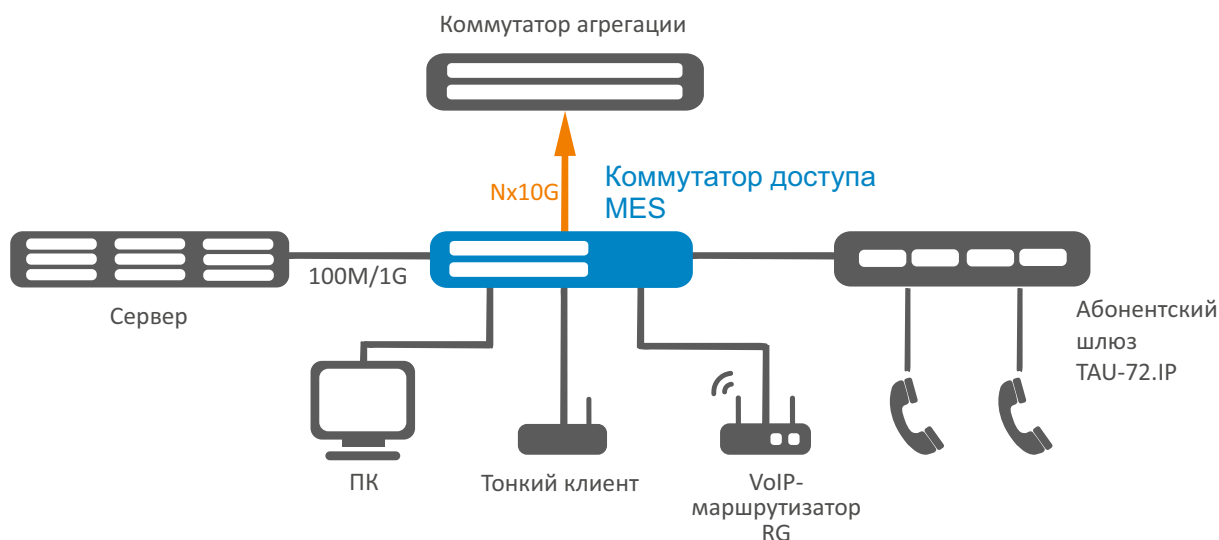 Коммутатор агрегации
Nx10G
Коммутатор доступа
MES
100M/1G
Сервер
Абонентский
шлюз
TAU-72.IP
ПК
Тонкий клиент
VoIP-
маршрутизатор
RG